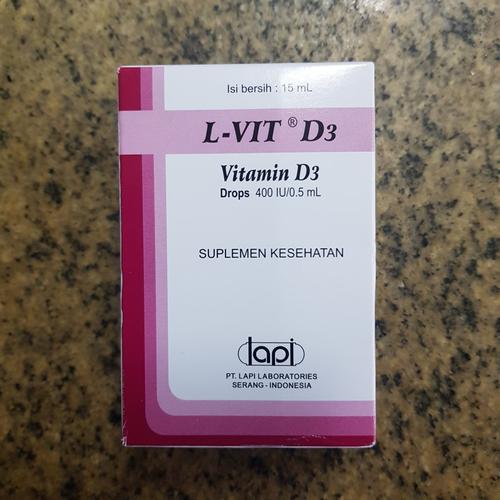 Isi bersih : 15 mL
L-VIT ® D3
Vitamin D3
Drops 400 IU/0.5 mL
SUPLEMEN KESEHATAN
lapi
PT. LAPI LABORATORIES
SERANG - INDONESIA